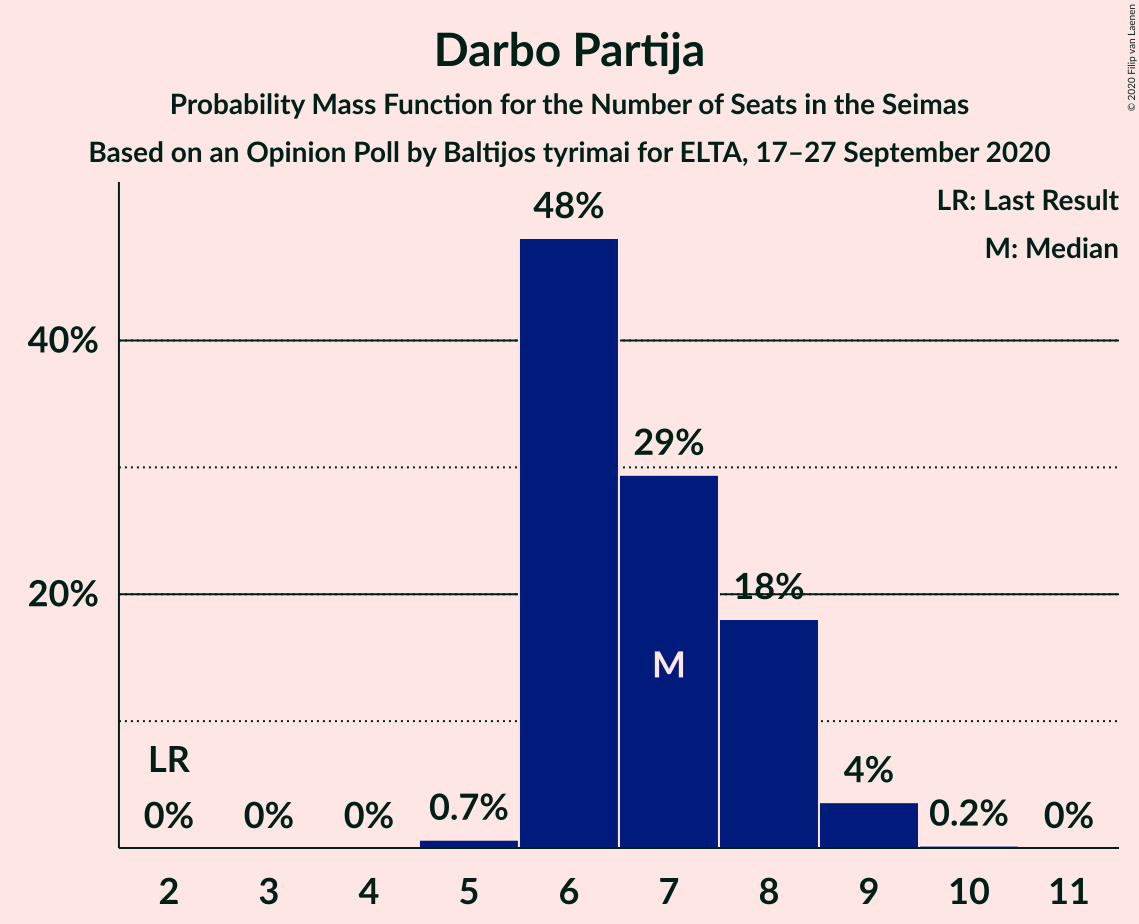 Darbo Partija
Probability Mass Function for the Number of Seats in the Seimas
Based on an Opinion Poll by Baltijos tyrimai for ELTA, 17–27 September 2020
© 2020 Filip van Laenen
LR: Last Result
M: Median
48%
40%
29%
20%
18%
M
LR
0%
0%
0%
0.7%
4%
0.2%
0%
2
3
4
5
6
7
8
9
10
11